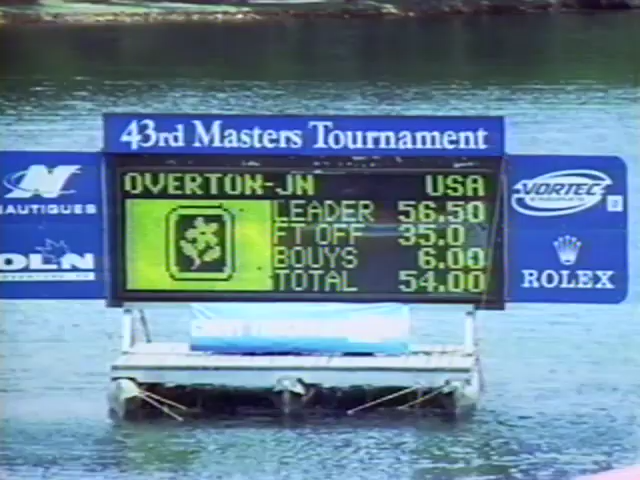 43rd Masters Tournament
OVERTON-JN USA
LEADER 56.50
FT OFF 35.0
BOUYS 6.00
TOTAL 54.00
NAUTIQUES
VORTEC
ROLEX